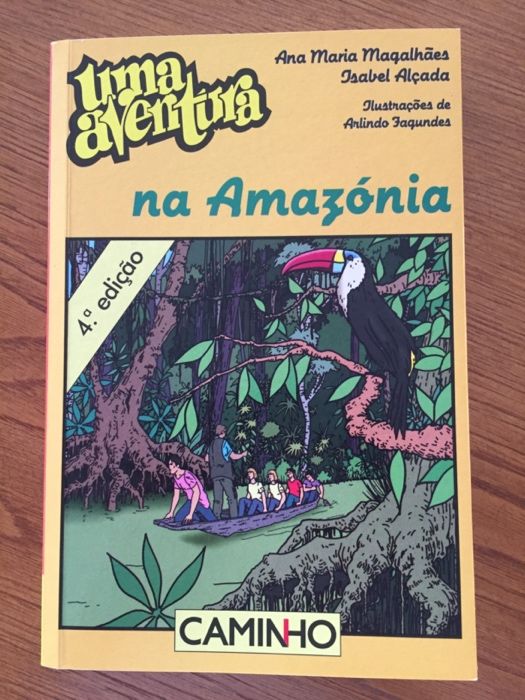 uma
aventura
Ana Maria Magalhães
Isabel Alçada
Ilustrações de
Arlindo Fagundes
na Amazónia
4.ª edição
CAMINHO